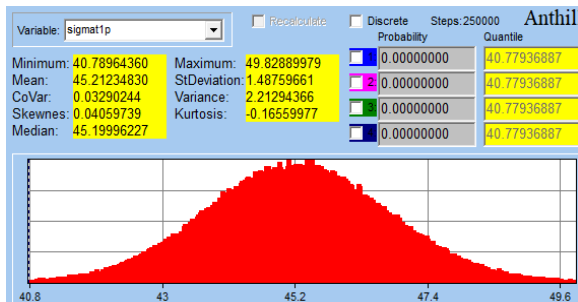 Variable: sigmat1p Recalculate Discrete Steps:250000 Anthil
Probability Quantile
Minimum: 40.78964360 Maximum: 49.82889979 1 0.00000000 40.77936887
Mean: 45.21234830 StDeviation: 1.48759661 2 0.00000000 40.77936887
CoVar: 0.03290244 Variance: 2.21294366
Skewnes: 0.04059739 Kurtosis: -0.16559977 3 0.00000000 40.77936887
Median: 45.19996227 4 0.00000000 40.77936887
40.8 43 45.2 47.4 49.6